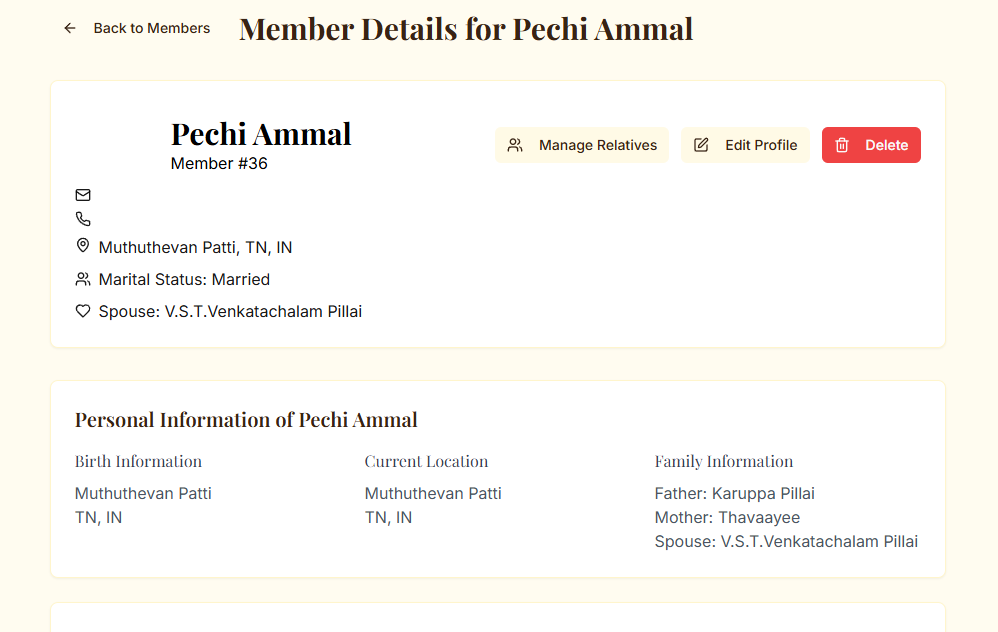 Back to Members
Member Details for Pechi Ammal
Pechi Ammal
Member #36
Manage Relatives
Edit Profile
Delete
Muthuthevan Patti, TN, IN
Marital Status: Married
Spouse: V.S.T.Venkatachalam Pillai
Personal Information of Pechi Ammal
Birth Information
Muthuthevan Patti
TN, IN
Current Location
Muthuthevan Patti
TN, IN
Family Information
Father: Karuppa Pillai
Mother: Thavaayee
Spouse: V.S.T.Venkatachalam Pillai